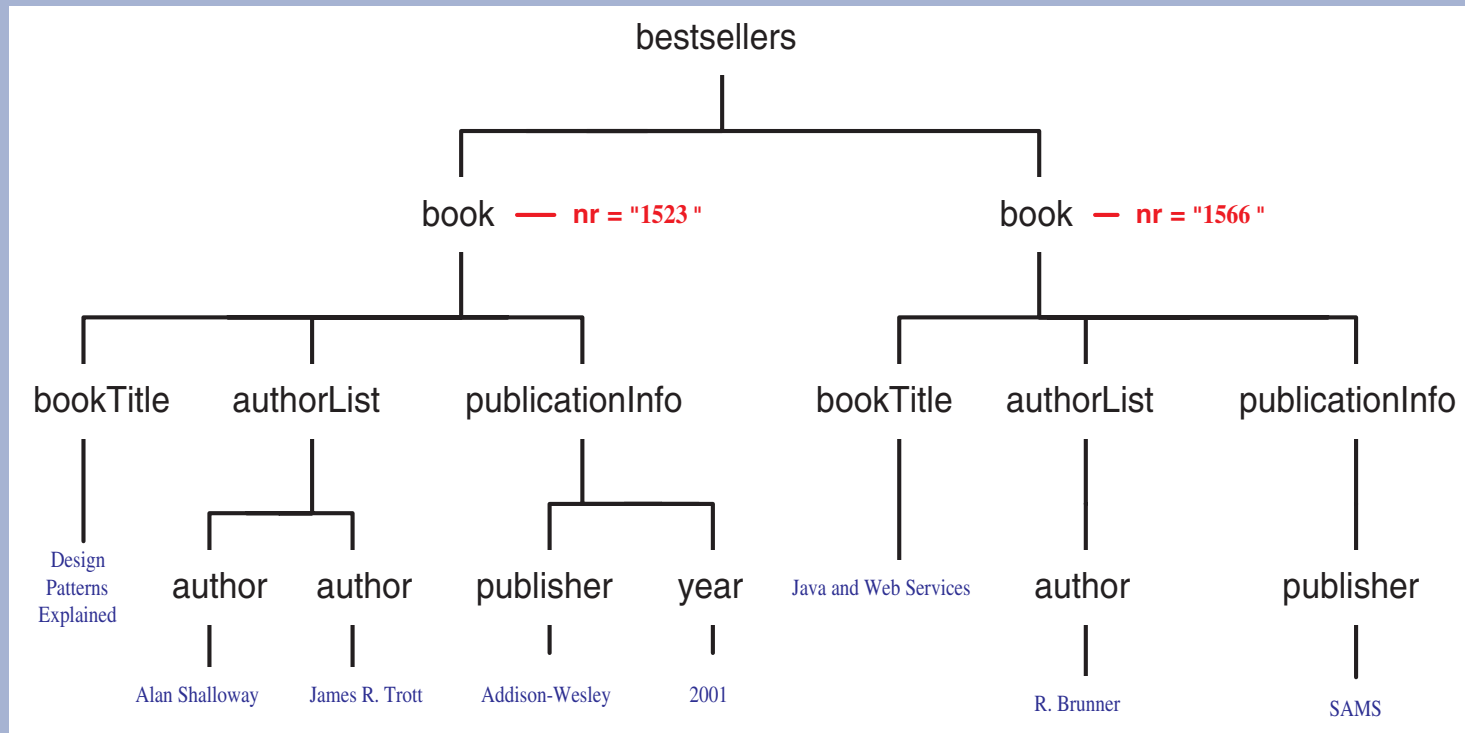 bestsellers
book nr = "1523 "
book nr = "1566 "
bookTitle authorList publicationInfo
bookTitle authorList publicationInfo
Design
Patterns
Explained
author author publisher year
Java and Web Services
author publisher
Alan Shalloway James R. Trott Addison-Wesley 2001
R. Brunner SAMS